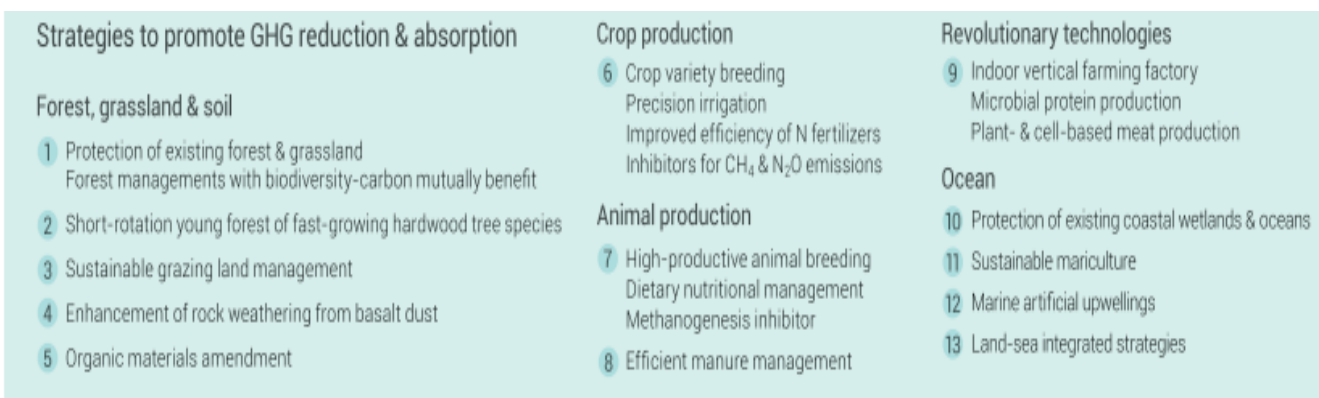 Strategies to promote GHG reduction & absorption
Forest, grassland & soil
1 Protection of existing forest & grassland
Forest managements with biodiversity-carbon mutually benefit
2 Short-rotation young forest of fast-growing hardwood tree species
3 Sustainable grazing land management
4 Enhancement of rock weathering from basalt dust
5 Organic materials amendment
Crop production
6 Crop variety breeding
Precision irrigation
Improved efficiency of N fertilizers
Inhibitors for CH₄ & N₂O emissions
Animal production
7 High-productive animal breeding
Dietary nutritional management
Methanogenesis inhibitor
8 Efficient manure management
Revolutionary technologies
9 Indoor vertical farming factory
Microbial protein production
Plant- & cell-based meat production
Ocean
10 Protection of existing coastal wetlands & oceans
11 Sustainable mariculture
12 Marine artificial upwellings
13 Land-sea integrated strategies